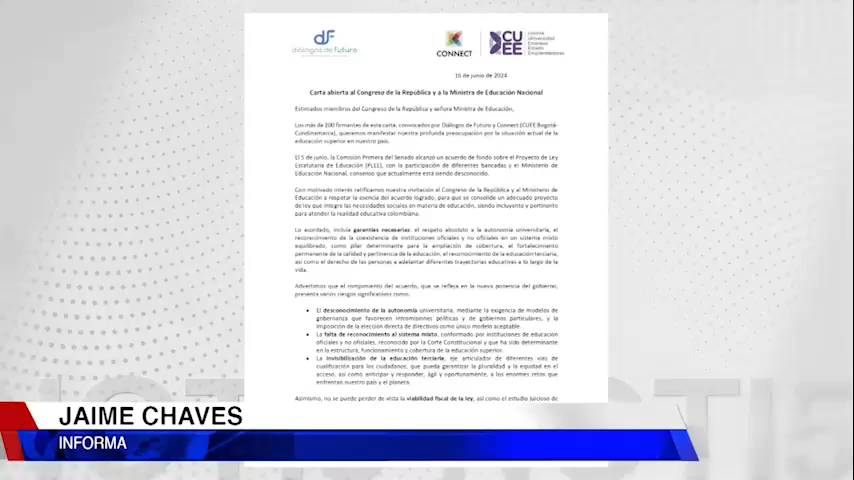 diálogos de futuro
CONNECT
CUEE
Comité
Universidad
Empresa
Estado
16 de junio de 2024
Carta abierta al Congreso de la República y a la Ministra de Educación Nacional
Estimados miembros del Congreso de la República y señora Ministra de Educación,
Los más de 200 firmantes de esta carta, convocados por Diálogos de Futuro y Connect (CUEE Bogotá-
Cundinamarca), queremos manifestar nuestra profunda preocupación por la situación actual de la
educación superior en nuestro país.
El 5 de junio, la Comisión Primera del Senado alcanzó un acuerdo de fondo sobre el Proyecto de Ley
Estatutaria de Educación (PLEE), con la participación de diferentes bancadas y el Ministerio de
Educación Nacional, consenso que actualmente está siendo desconocido.
Con motivado interés ratificamos nuestra invitación al Congreso de la República y al Ministerio de
Educación a respetar la esencia del acuerdo logrado, para que se consolide un adecuado proyecto
de ley que integre las necesidades sociales en materia de educación, siendo incluyente y pertinente
para atender la realidad educativa colombiana.
Lo acordado, incluía garantías necesarias: el respeto absoluto a la autonomía universitaria, el
reconocimiento de la coexistencia de instituciones oficiales y no oficiales en un sistema mixto
equilibrado, como pilar determinante para la ampliación de cobertura, el fortalecimiento
permanente de la calidad y pertinencia de la educación, el reconocimiento de la educación terciaria,
así como el derecho de las personas a adelantar diferentes trayectorias educativas a lo largo de la
vida.
Advertimos que el rompimiento del acuerdo, que se refleja en la nueva ponencia del gobierno,
presenta varios riesgos significativos como:
• El desconocimiento de la autonomía universitaria, mediante la exigencia de modelos de
gobernanza que favorecen intromisiones políticas y de gobiernos particulares, y la
imposición de la elección directa de directivos como único modelo aceptable.
• La falta de reconocimiento al sistema mixto, conformado por instituciones de educación
oficiales y no oficiales, reconocido por la Corte Constitucional y que ha sido determinante
en la estructura, funcionamiento y cobertura de la educación superior.
• La invisibilización de la educación terciaria, eje articulador de diferentes vías de
cualificación para los ciudadanos, que pueda garantizar la pluralidad y la equidad en el
acceso, así como anticipar y responder, ágil y oportunamente, a los enormes retos que
enfrentan nuestro país y el planeta.
Asimismo, no se puede perder de vista la viabilidad fiscal de la ley, así como el estudio juicioso de
JAIME CHAVES
INFORMA